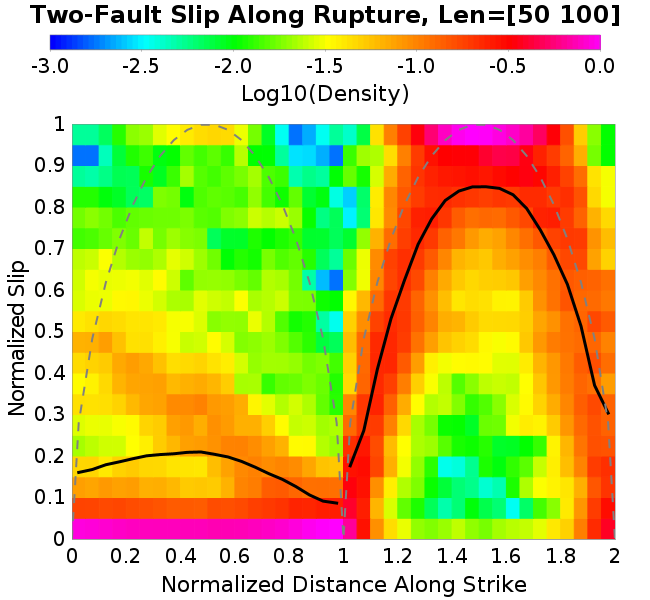 Two-Fault Slip Along Rupture, Len=[50 100]
-3.0 -2.5 -2.0 -1.5 -1.0 -0.5 0.0
Log10(Density)
1
0.9
0.8
0.7
0.6
0.5
0.4
0.3
0.2
0.1
0
Normalized Slip
0 0.2 0.4 0.6 0.8 1 1.2 1.4 1.6 1.8 2
Normalized Distance Along Strike